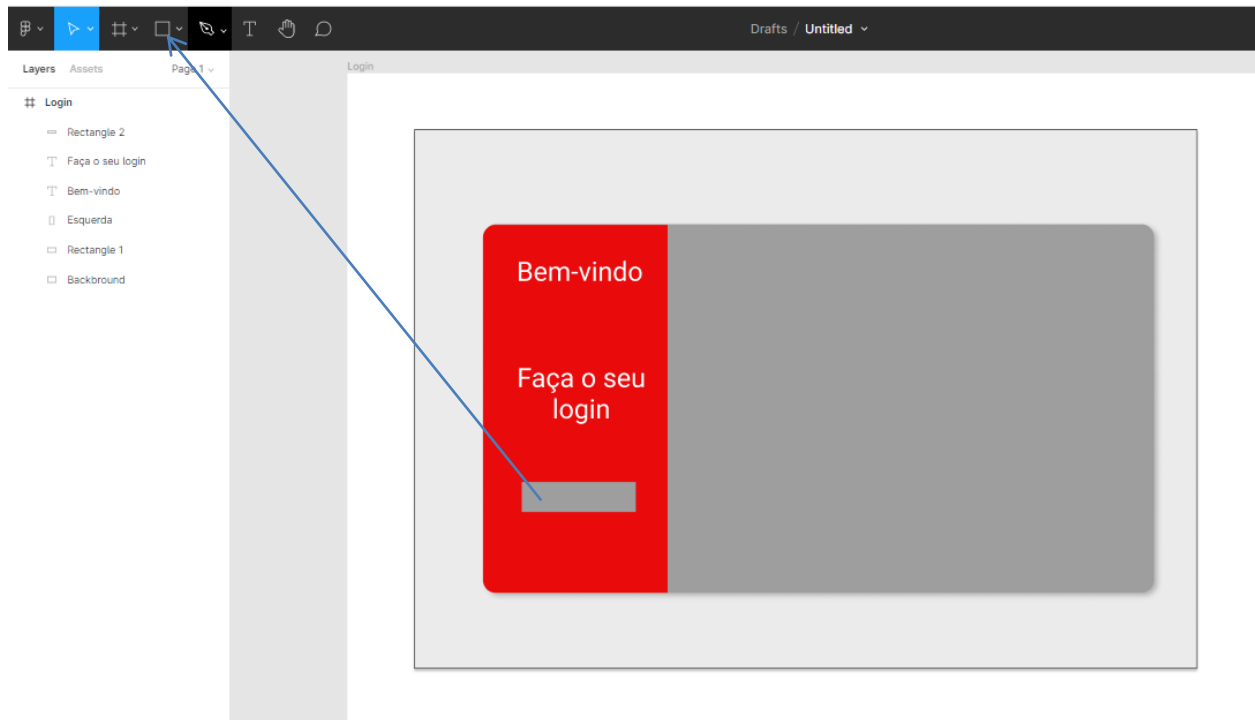 Drafts / Untitled
Layers Assets Page 1
Login
Login
Rectangle 2
Faça o seu login
Bem-vindo
Esquerda
Rectangle 1
Backbround
Bem-vindo
Faça o seu
login